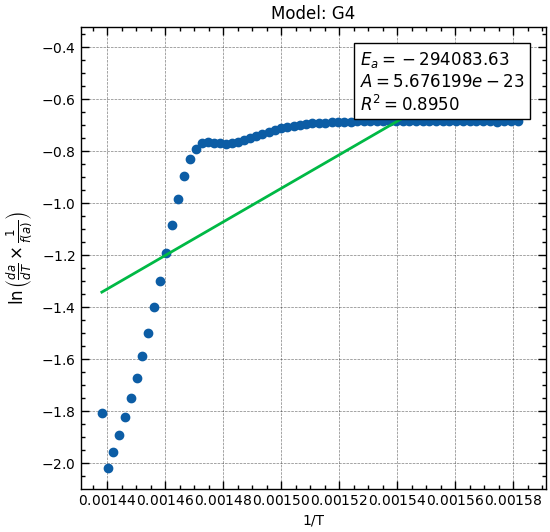 Model: G4
E_a = −294083.63
A = 5.676199e − 23
R² = 0.8950
−0.4
−0.6
−0.8
−1.0
−1.2
−1.4
−1.6
−1.8
−2.0
ln(da/dT × 1/f(a))
0.00144 0.00146 0.00148 0.00150 0.00152 0.00154 0.00156 0.00158
1/T